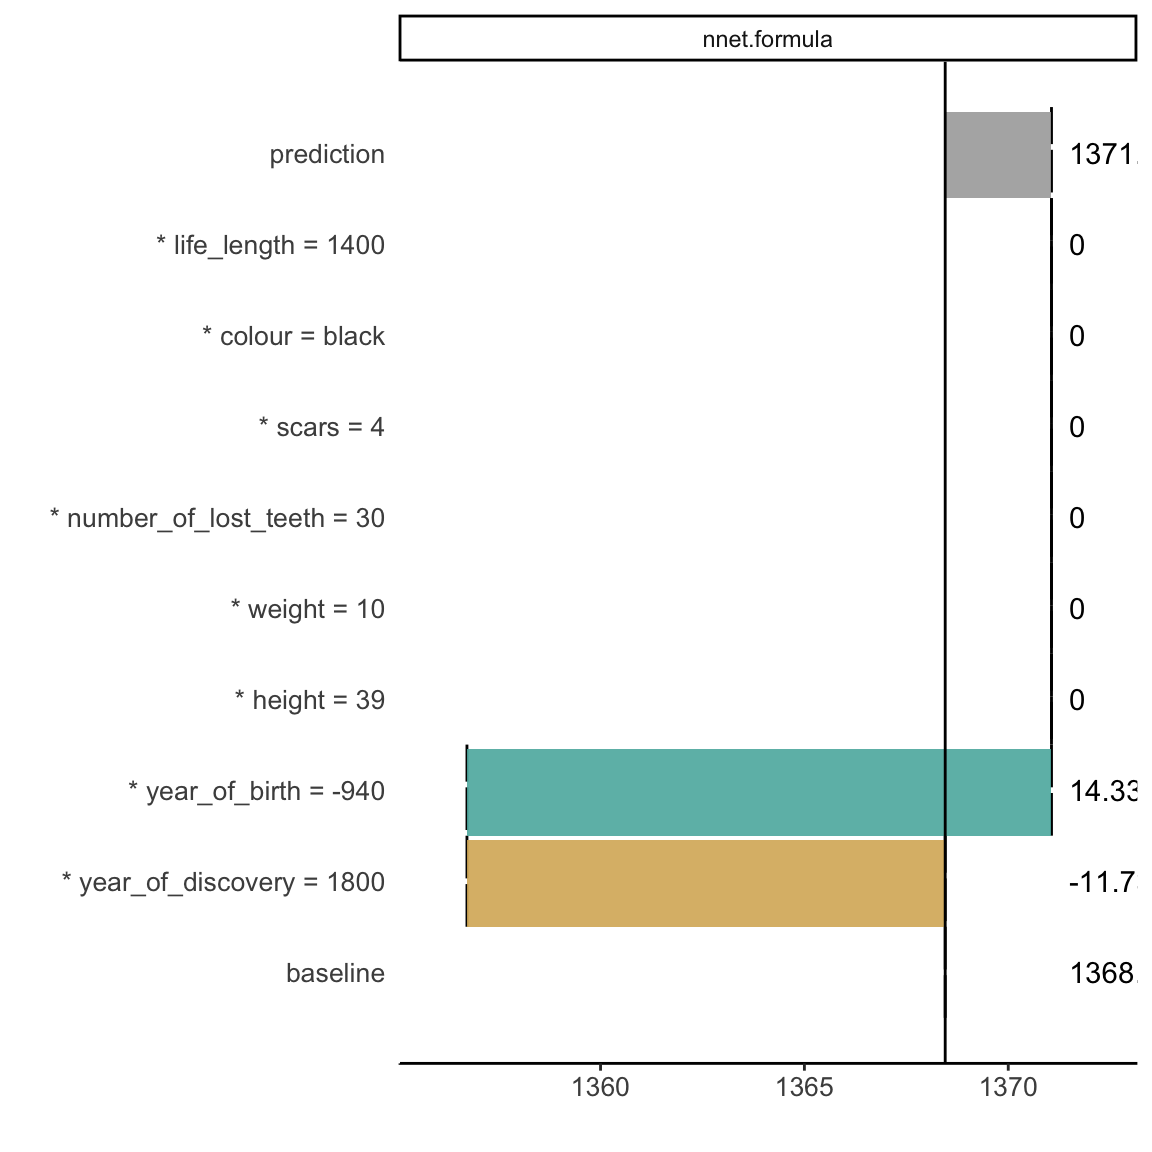 nnet.formula
prediction 1371.
* life_length = 1400 0
* colour = black 0
* scars = 4 0
* number_of_lost_teeth = 30 0
* weight = 10 0
* height = 39 0
* year_of_birth = -940 14.33
* year_of_discovery = 1800 -11.7
baseline 1368.
1360 1365 1370